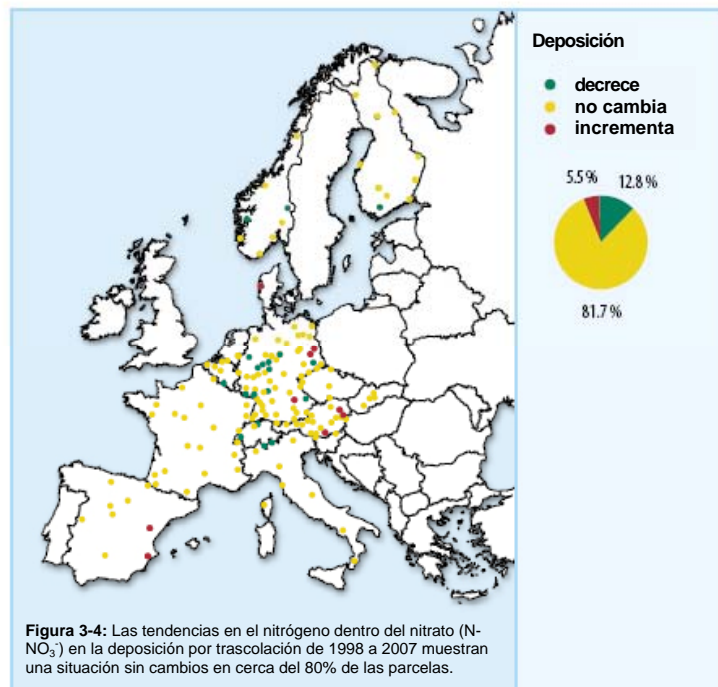 Deposición
decrece
no cambia
incrementa
5.5 %
12.8 %
81.7 %
Figura 3-4: Las tendencias en el nitrógeno dentro del nitrato (N-
NO₃⁻) en la deposición por trascolación de 1998 a 2007 muestran
una situación sin cambios en cerca del 80% de las parcelas.